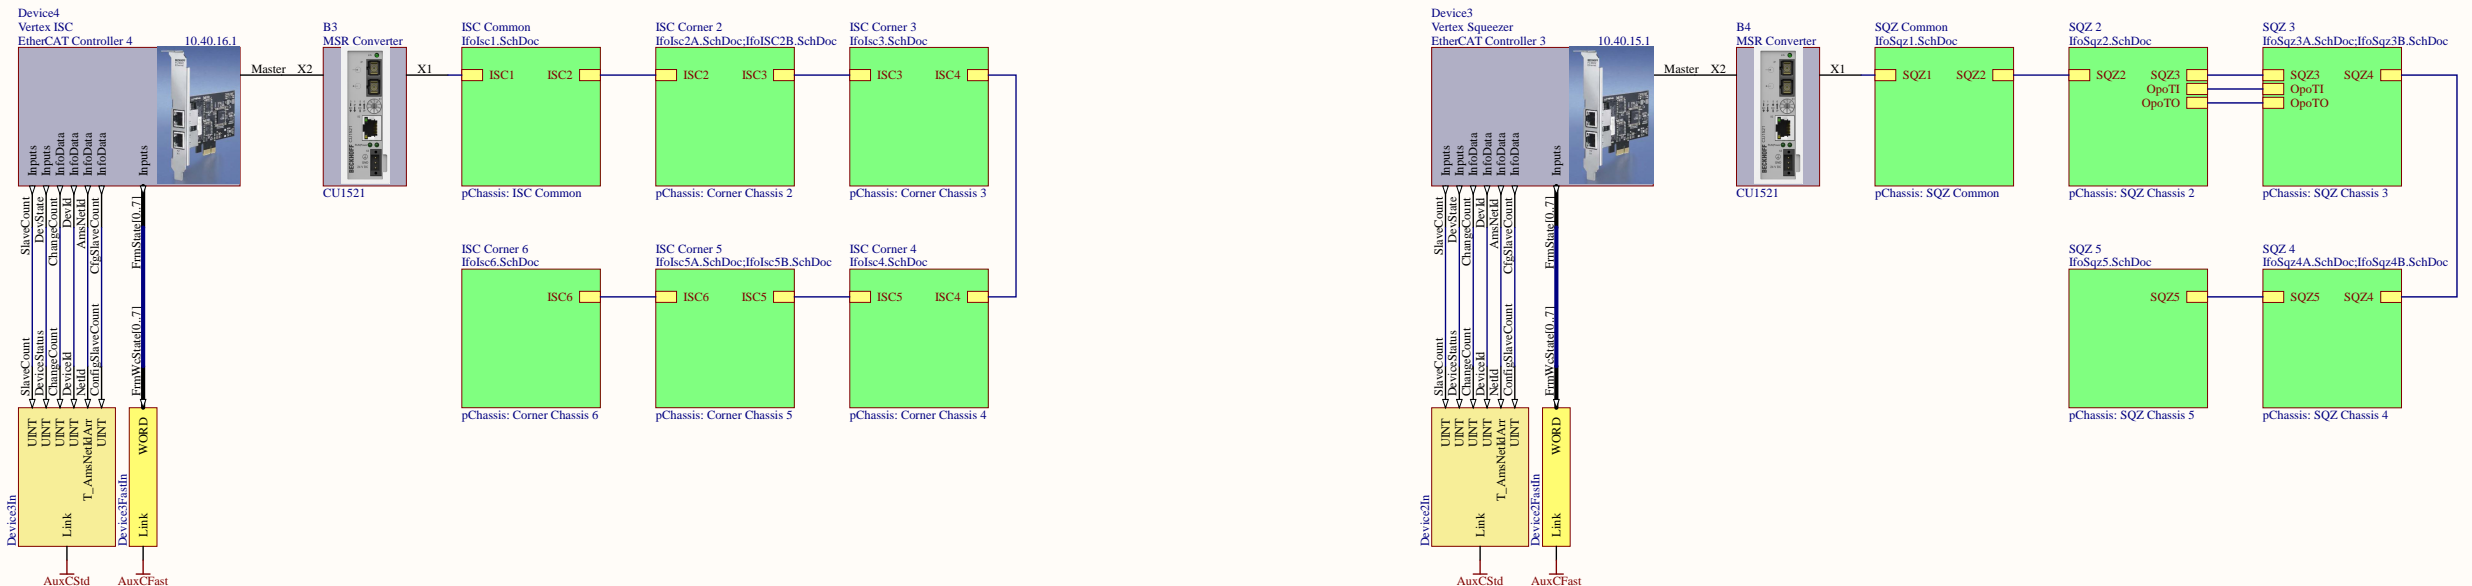 Device4
Vertex ISC
EtherCAT Controller 4
10.40.16.1
Master
X2
B3
MSR Converter
BECKHOFF
CU1521
X1
ISC Common
IfoIsc1.SchDoc
ISC1
ISC2
pChassis: ISC Common
ISC Corner 2
IfoIsc2A.SchDoc;IfoISC2B.SchDoc
ISC2
ISC3
pChassis: Corner Chassis 2
ISC Corner 3
IfoIsc3.SchDoc
ISC3
ISC4
pChassis: Corner Chassis 3
ISC Corner 6
IfoIsc6.SchDoc
ISC6
pChassis: Corner Chassis 6
ISC Corner 5
IfoIsc5A.SchDoc;IfoIsc5B.SchDoc
ISC6
ISC5
pChassis: Corner Chassis 5
ISC Corner 4
IfoIsc4.SchDoc
ISC5
ISC4
pChassis: Corner Chassis 4
Inputs
Inputs
InfoData
InfoData
InfoData
InfoData
Inputs
SlaveCount
DevState
ChangeCount
DevId
AmsNetId
CfgSlaveCount
FrmState[0..7]
SlaveCount
DeviceStatus
ChangeCount
DeviceId
NetId
ConfigSlaveCount
FrmWcState[0..7]
UINT
UINT
UINT
UINT
T_AmsNetIdArr
UINT
WORD
Device3In
Link
Device3FastIn
Link
AuxCStd
AuxCFast
Device3
Vertex Squeezer
EtherCAT Controller 3
10.40.15.1
Master
X2
B4
MSR Converter
BECKHOFF
CU1521
X1
SQZ Common
IfoSqz1.SchDoc
SQZ1
SQZ2
pChassis: SQZ Common
SQZ 2
IfoSqz2.SchDoc
SQZ2
SQZ3
OpoTI
OpoTO
pChassis: SQZ Chassis 2
SQZ 3
IfoSqz3A.SchDoc;IfoSqz3B.SchDoc
SQZ3
SQZ4
OpoTI
OpoTO
pChassis: SQZ Chassis 3
SQZ 5
IfoSqz5.SchDoc
SQZ5
pChassis: SQZ Chassis 5
SQZ 4
IfoSqz4A.SchDoc;IfoSqz4B.SchDoc
SQZ5
SQZ4
pChassis: SQZ Chassis 4
Inputs
Inputs
InfoData
InfoData
InfoData
InfoData
Inputs
SlaveCount
DevState
ChangeCount
DevId
AmsNetId
CfgSlaveCount
FrmState[0..7]
SlaveCount
DeviceStatus
ChangeCount
DeviceId
NetId
ConfigSlaveCount
FrmWcState[0..7]
UINT
UINT
UINT
UINT
T_AmsNetIdArr
UINT
WORD
Device2In
Link
Device2FastIn
Link
AuxCStd
AuxCFast